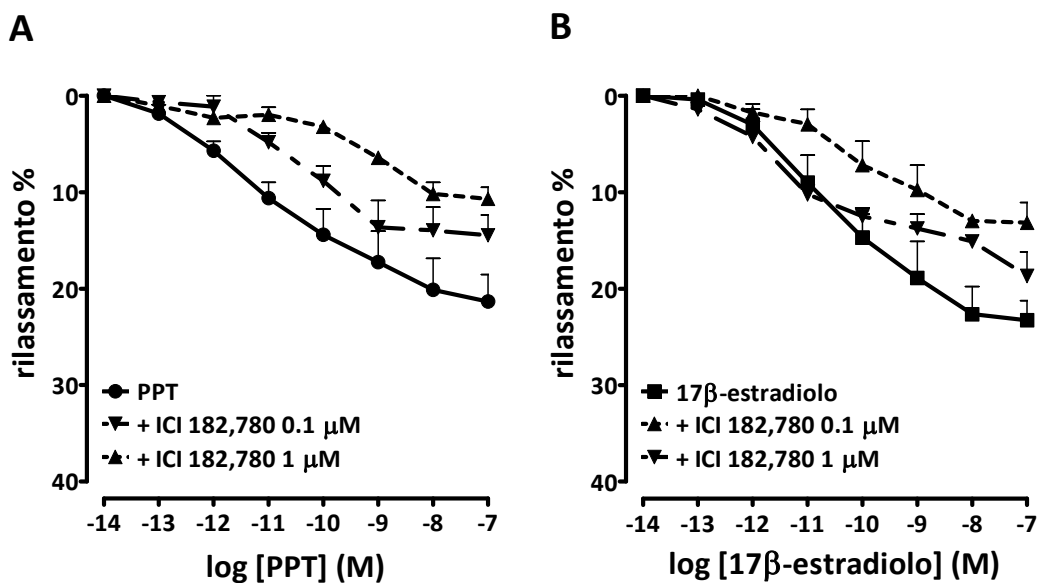 A
0
10
20
30
40
rilassamento %
PPT
+ ICI 182,780 0.1 μM
+ ICI 182,780 1 μM
-14 -13 -12 -11 -10 -9 -8 -7
log [PPT] (M)
B
0
10
20
30
40
rilassamento %
17β-estradiolo
+ ICI 182,780 0.1 μM
+ ICI 182,780 1 μM
-14 -13 -12 -11 -10 -9 -8 -7
log [17β-estradiolo] (M)